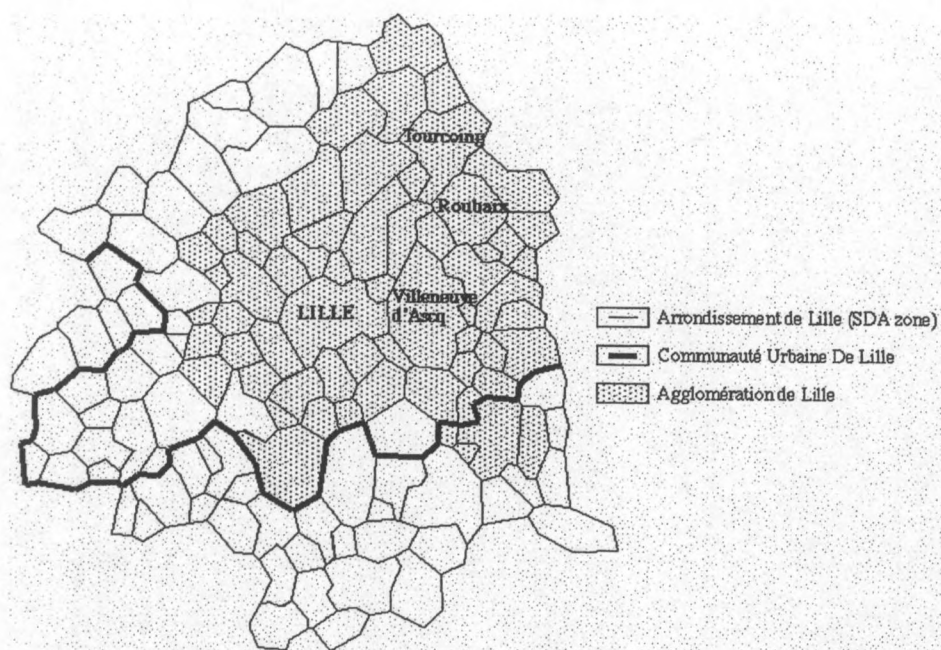 Tourcoing
Roubaix
LILLE
Villeneuve
d'Ascq
Arrondissement de Lille (SDA zone)
Communauté Urbaine De Lille
Agglomération de Lille